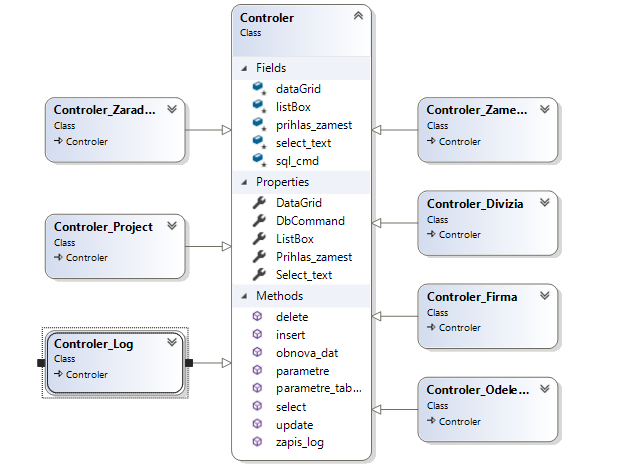 Controler
Class
Fields
dataGrid
listBox
prihlas_zamest
select_text
sql_cmd
Properties
DataGrid
DbCommand
ListBox
Prihlas_zamest
Select_text
Methods
delete
insert
obnova_dat
parametre
parametre_tab...
select
update
zapis_log
Controler_Zarad...
Class
Controler
Controler_Project
Class
Controler
Controler_Log
Class
Controler
Controler_Zame...
Class
Controler
Controler_Divizia
Class
Controler
Controler_Firma
Class
Controler
Controler_Odele...
Class
Controler